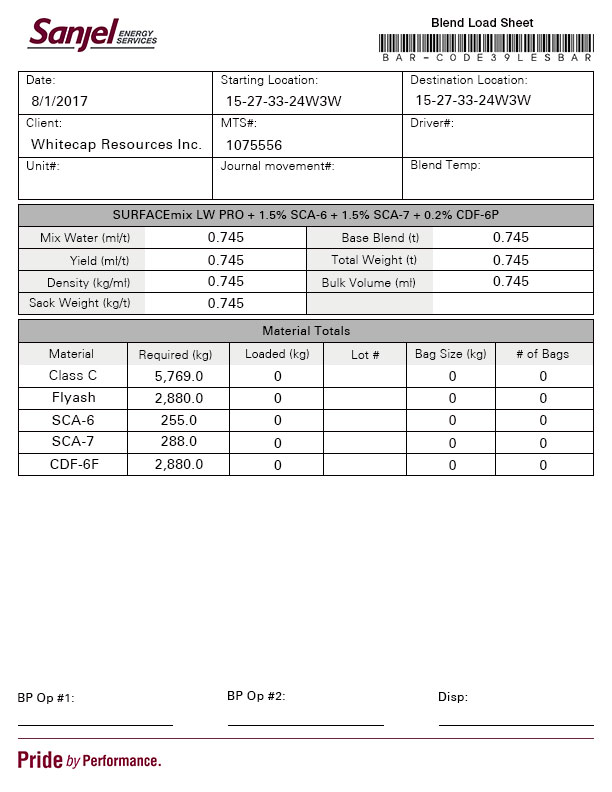 Sanjel ENERGY SERVICES
Blend Load Sheet
BAR-CODE39LESBAR
Date: Starting Location: Destination Location:
8/1/2017 15-27-33-24W3W 15-27-33-24W3W
Client: MTS#: Driver#:
Whitecap Resources Inc. 1075556
Unit#: Journal movement#: Blend Temp:
SURFACEmix LW PRO + 1.5% SCA-6 + 1.5% SCA-7 + 0.2% CDF-6P
Mix Water (ml/t) 0.745 Base Blend (t) 0.745
Yield (ml/t) 0.745 Total Weight (t) 0.745
Density (kg/ml) 0.745 Bulk Volume (ml) 0.745
Sack Weight (kg/t) 0.745
Material Totals
Material Required (kg) Loaded (kg) Lot # Bag Size (kg) # of Bags
Class C 5,769.0 0 0 0
Flyash 2,880.0 0 0 0
SCA-6 255.0 0 0 0
SCA-7 288.0 0 0 0
CDF-6F 2,880.0 0 0 0
BP Op #1: BP Op #2: Disp:
Pride by Performance.